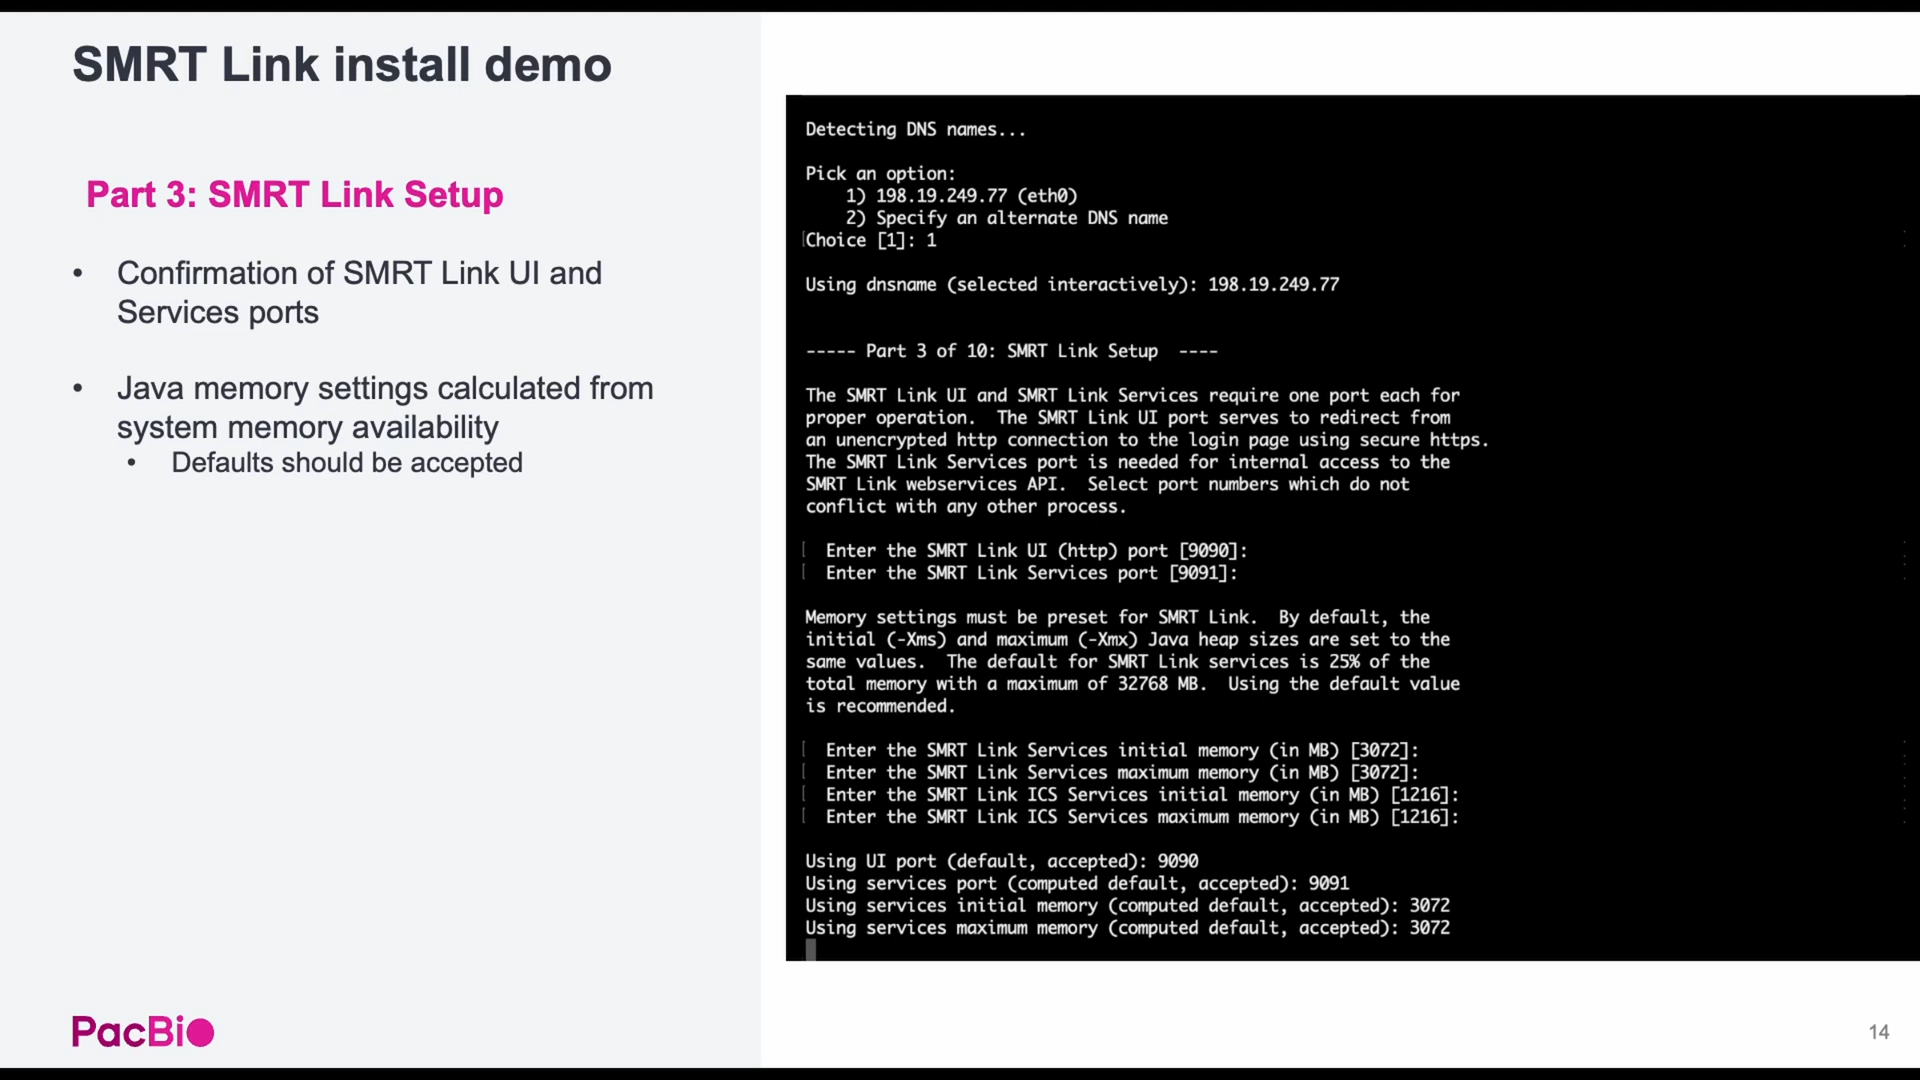 SMRT Link install demo
Part 3: SMRT Link Setup
• Confirmation of SMRT Link UI and
Services ports
• Java memory settings calculated from
system memory availability
• Defaults should be accepted
Detecting DNS names...
Pick an option:
1) 198.19.249.77 (eth0)
2) Specify an alternate DNS name
Choice [1]: 1
Using dnsname (selected interactively): 198.19.249.77
----- Part 3 of 10: SMRT Link Setup ----
The SMRT Link UI and SMRT Link Services require one port each for
proper operation.  The SMRT Link UI port serves to redirect from
an unencrypted http connection to the login page using secure https.
The SMRT Link Services port is needed for internal access to the
SMRT Link webservices API.  Select port numbers which do not
conflict with any other process.
Enter the SMRT Link UI (http) port [9090]:
Enter the SMRT Link Services port [9091]:
Memory settings must be preset for SMRT Link.  By default, the
initial (-Xms) and maximum (-Xmx) Java heap sizes are set to the
same values.  The default for SMRT Link services is 25% of the
total memory with a maximum of 32768 MB.  Using the default value
is recommended.
Enter the SMRT Link Services initial memory (in MB) [3072]:
Enter the SMRT Link Services maximum memory (in MB) [3072]:
Enter the SMRT Link ICS Services initial memory (in MB) [1216]:
Enter the SMRT Link ICS Services maximum memory (in MB) [1216]:
Using UI port (default, accepted): 9090
Using services port (computed default, accepted): 9091
Using services initial memory (computed default, accepted): 3072
Using services maximum memory (computed default, accepted): 3072
PacBio
14